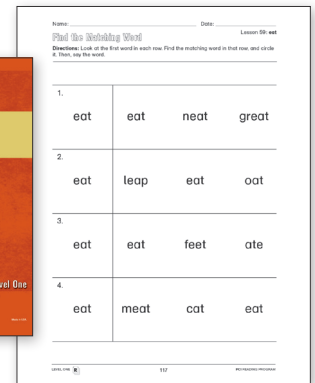 Name: Date:
Find the Matching Word
Lesson 59: eat
Directions: Look at the first word in each row. Find the matching word in that row, and circle
it. Then, say the word.
1.
eat eat neat great
2.
eat leap eat oat
3.
eat eat feet ate
4.
eat meat cat eat
LEVEL ONE B 117 PCI READING PROGRAM
vel One